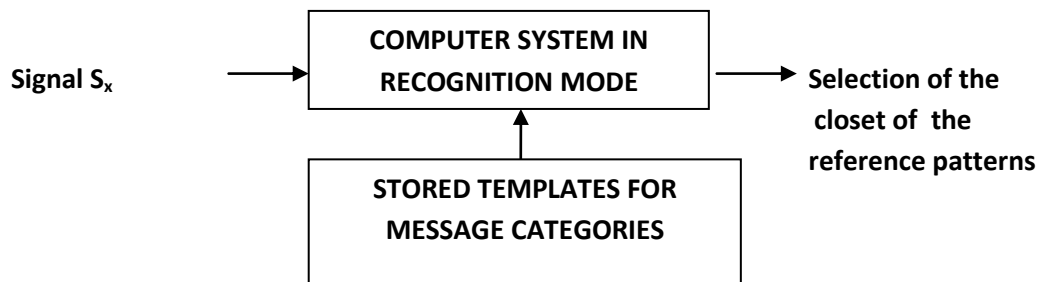 COMPUTER SYSTEM IN
RECOGNITION MODE
Signal Sx
Selection of the
closet of the
reference patterns
STORED TEMPLATES FOR
MESSAGE CATEGORIES